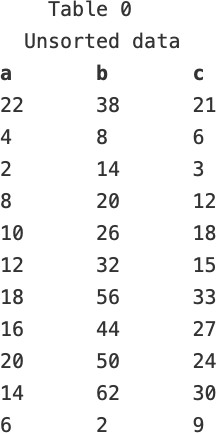 Table 0
Unsorted data
a b c
22 38 21
4 8 6
2 14 3
8 20 12
10 26 18
12 32 15
18 56 33
16 44 27
20 50 24
14 62 30
6 2 9